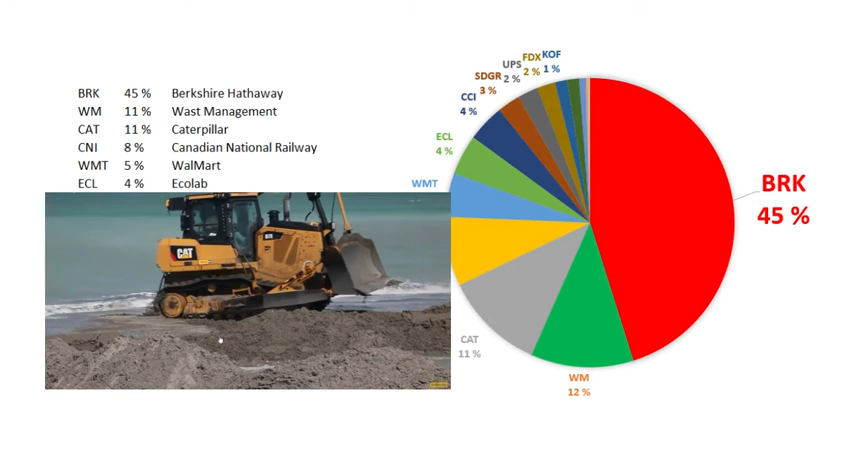 BRK 45 % Berkshire Hathaway
WM 11 % Wast Management
CAT 11 % Caterpillar
CNI 8 % Canadian National Railway
WMT 5 % WalMart
ECL 4 % Ecolab
CAT
KOF
1 %
FDX
2 %
UPS
2 %
SDGR
3 %
CCI
4 %
ECL
4 %
WMT
CAT
11 %
WM
12 %
BRK
45 %